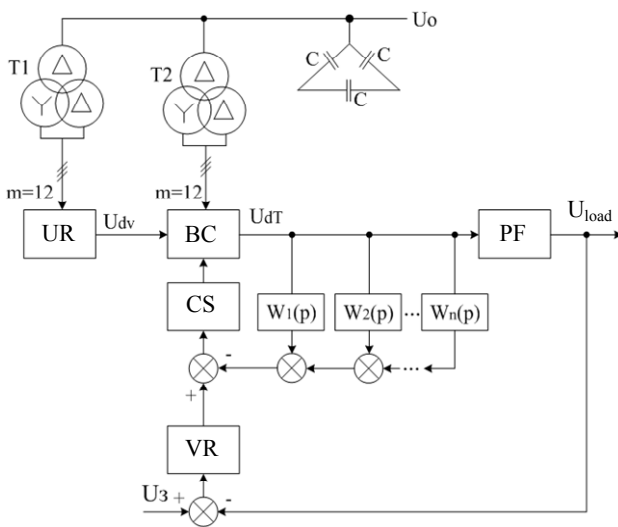 Uo
T1
T2
C
C
C
m=12
m=12
UR
Udv
BC
UdT
PF
Uload
CS
W1(p)
W2(p)
...
Wn(p)
-
...
+
VR
U3
+
-